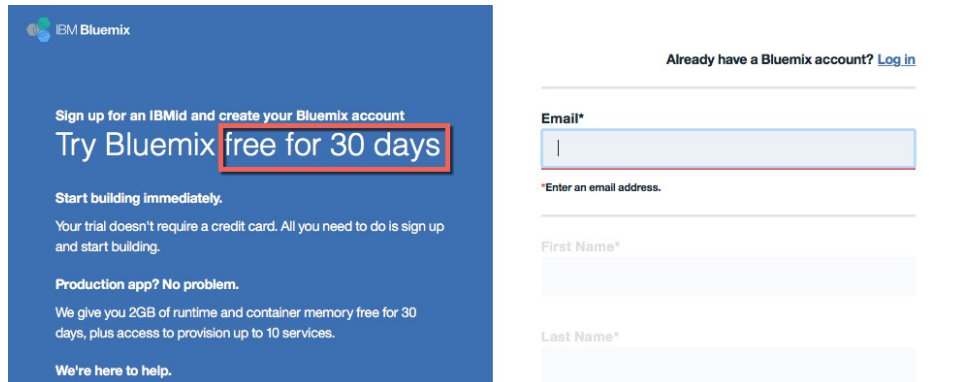 IBM Bluemix
Sign up for an IBMid and create your Bluemix account
Try Bluemix free for 30 days
Start building immediately.
Your trial doesn't require a credit card. All you need to do is sign up
and start building.
Production app? No problem.
We give you 2GB of runtime and container memory free for 30
days, plus access to provision up to 10 services.
We're here to help.
Already have a Bluemix account? Log in
Email*
*Enter an email address.
First Name*
Last Name*